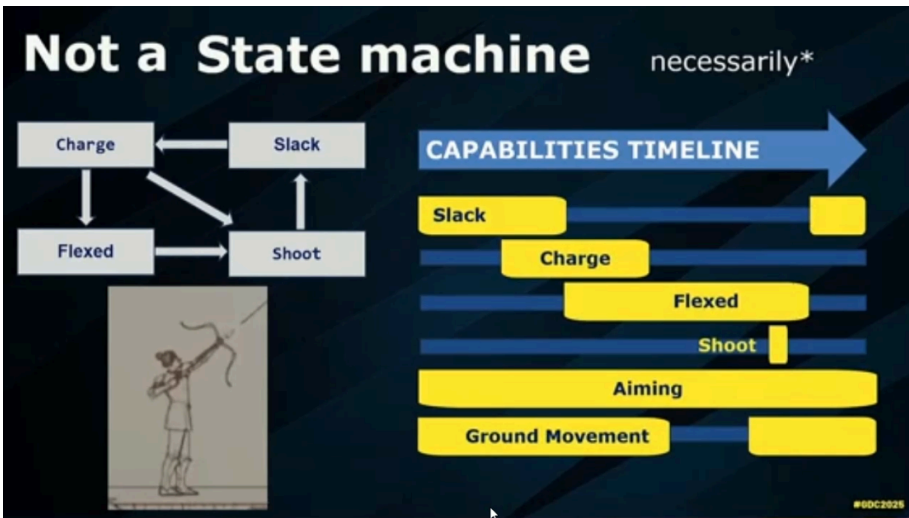 Not a State machine
necessarily*
Charge
Slack
Flexed
Shoot
CAPABILITIES TIMELINE
Slack
Charge
Flexed
Shoot
Aiming
Ground Movement
#GDC2025